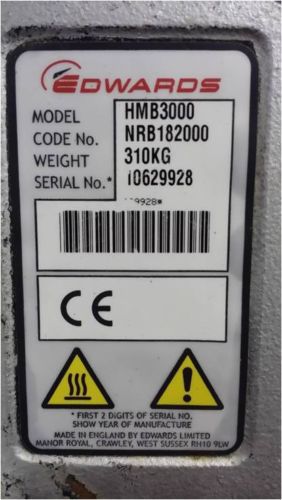 EDWARDS
MODEL HMB3000
CODE No. NRB182000
WEIGHT 310KG
SERIAL No.* 10629928
9928*
CE
* FIRST 2 DIGITS OF SERIAL NO.
SHOW YEAR OF MANUFACTURE
MADE IN ENGLAND BY EDWARDS LIMITED
MANOR ROYAL, CRAWLEY, WEST SUSSEX RH10 9LW